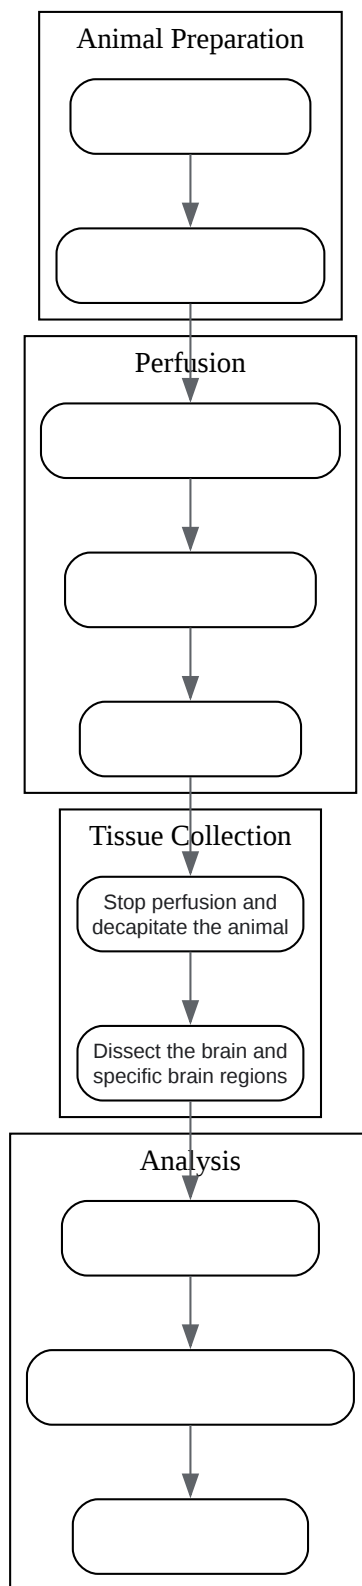 Animal Preparation
Perfusion
Tissue Collection
Stop perfusion and
decapitate the animal
Dissect the brain and
specific brain regions
Analysis